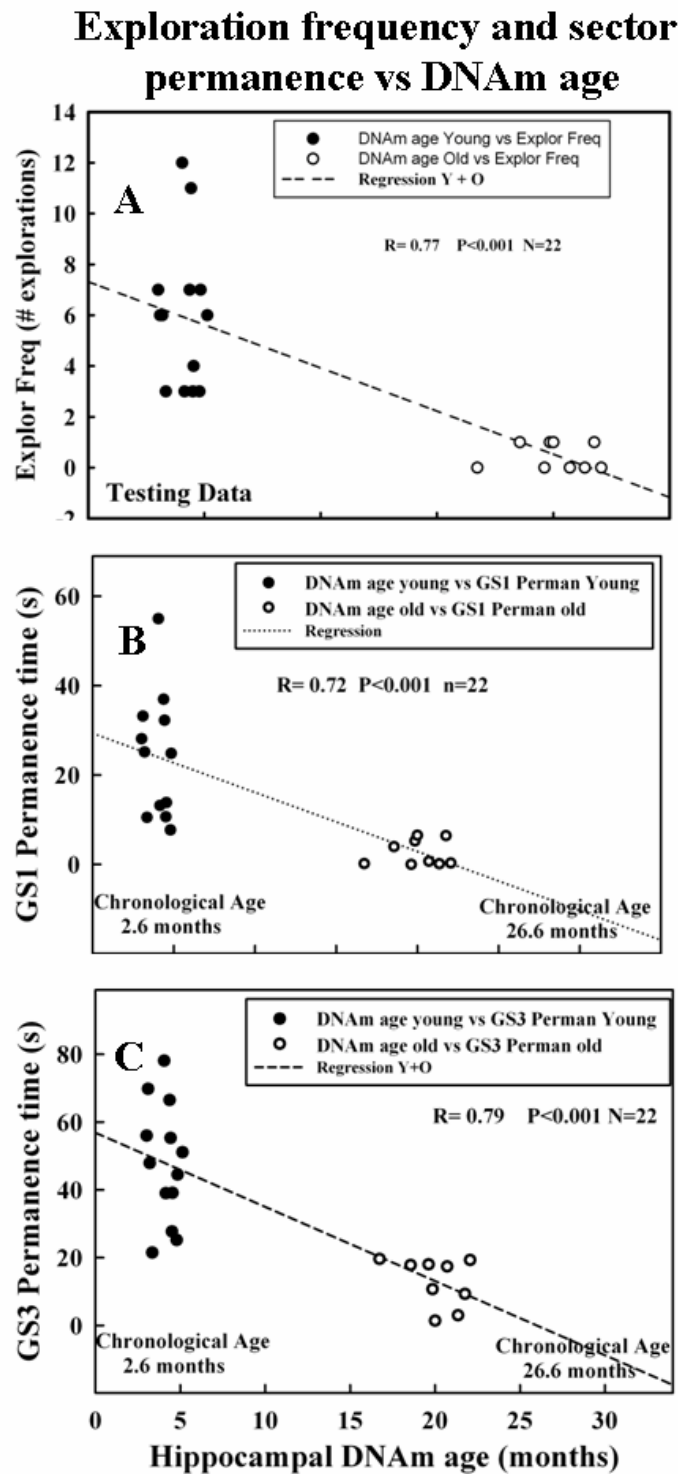 Exploration frequency and sector
permanence vs DNAm age
14
12
10
8
6
4
2
0
-2
Explor Freq (# explorations)
A
DNAm age Young vs Explor Freq
DNAm age Old vs Explor Freq
Regression Y + O
R= 0.77 P<0.001 N=22
Testing Data
60
40
20
0
GS1 Permanence time (s)
B
DNAm age young vs GS1 Perman Young
DNAm age old vs GS1 Perman old
Regression
R= 0.72 P<0.001 n=22
Chronological Age
2.6 months
Chronological Age
26.6 months
80
60
40
20
0
GS3 Permanence time (s)
C
DNAm age young vs GS3 Perman Young
DNAm age old vs GS3 Perman old
Regression Y+O
R= 0.79 P<0.001 N=22
Chronological Age
2.6 months
Chronological Age
26.6 months
0 5 10 15 20 25 30
Hippocampal DNAm age (months)